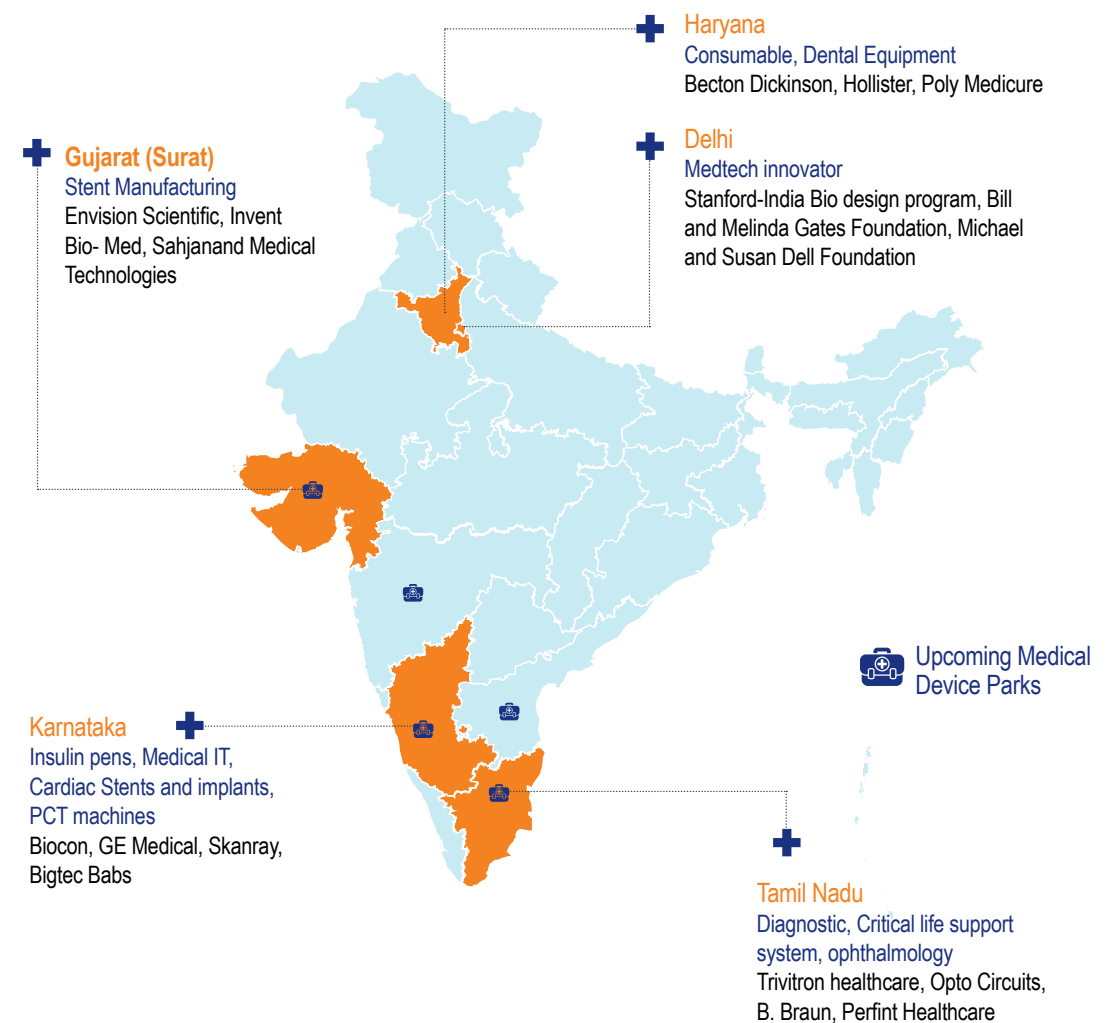 Haryana
Consumable, Dental Equipment
Becton Dickinson, Hollister, Poly Medicure
Delhi
Medtech innovator
Stanford-India Bio design program, Bill
and Melinda Gates Foundation, Michael
and Susan Dell Foundation
Gujarat (Surat)
Stent Manufacturing
Envision Scientific, Invent
Bio- Med, Sahjanand Medical
Technologies
Upcoming Medical
Device Parks
Karnataka
Insulin pens, Medical IT,
Cardiac Stents and implants,
PCT machines
Biocon, GE Medical, Skanray,
Bigtec Babs
Tamil Nadu
Diagnostic, Critical life support
system, ophthalmology
Trivitron healthcare, Opto Circuits,
B. Braun, Perfint Healthcare